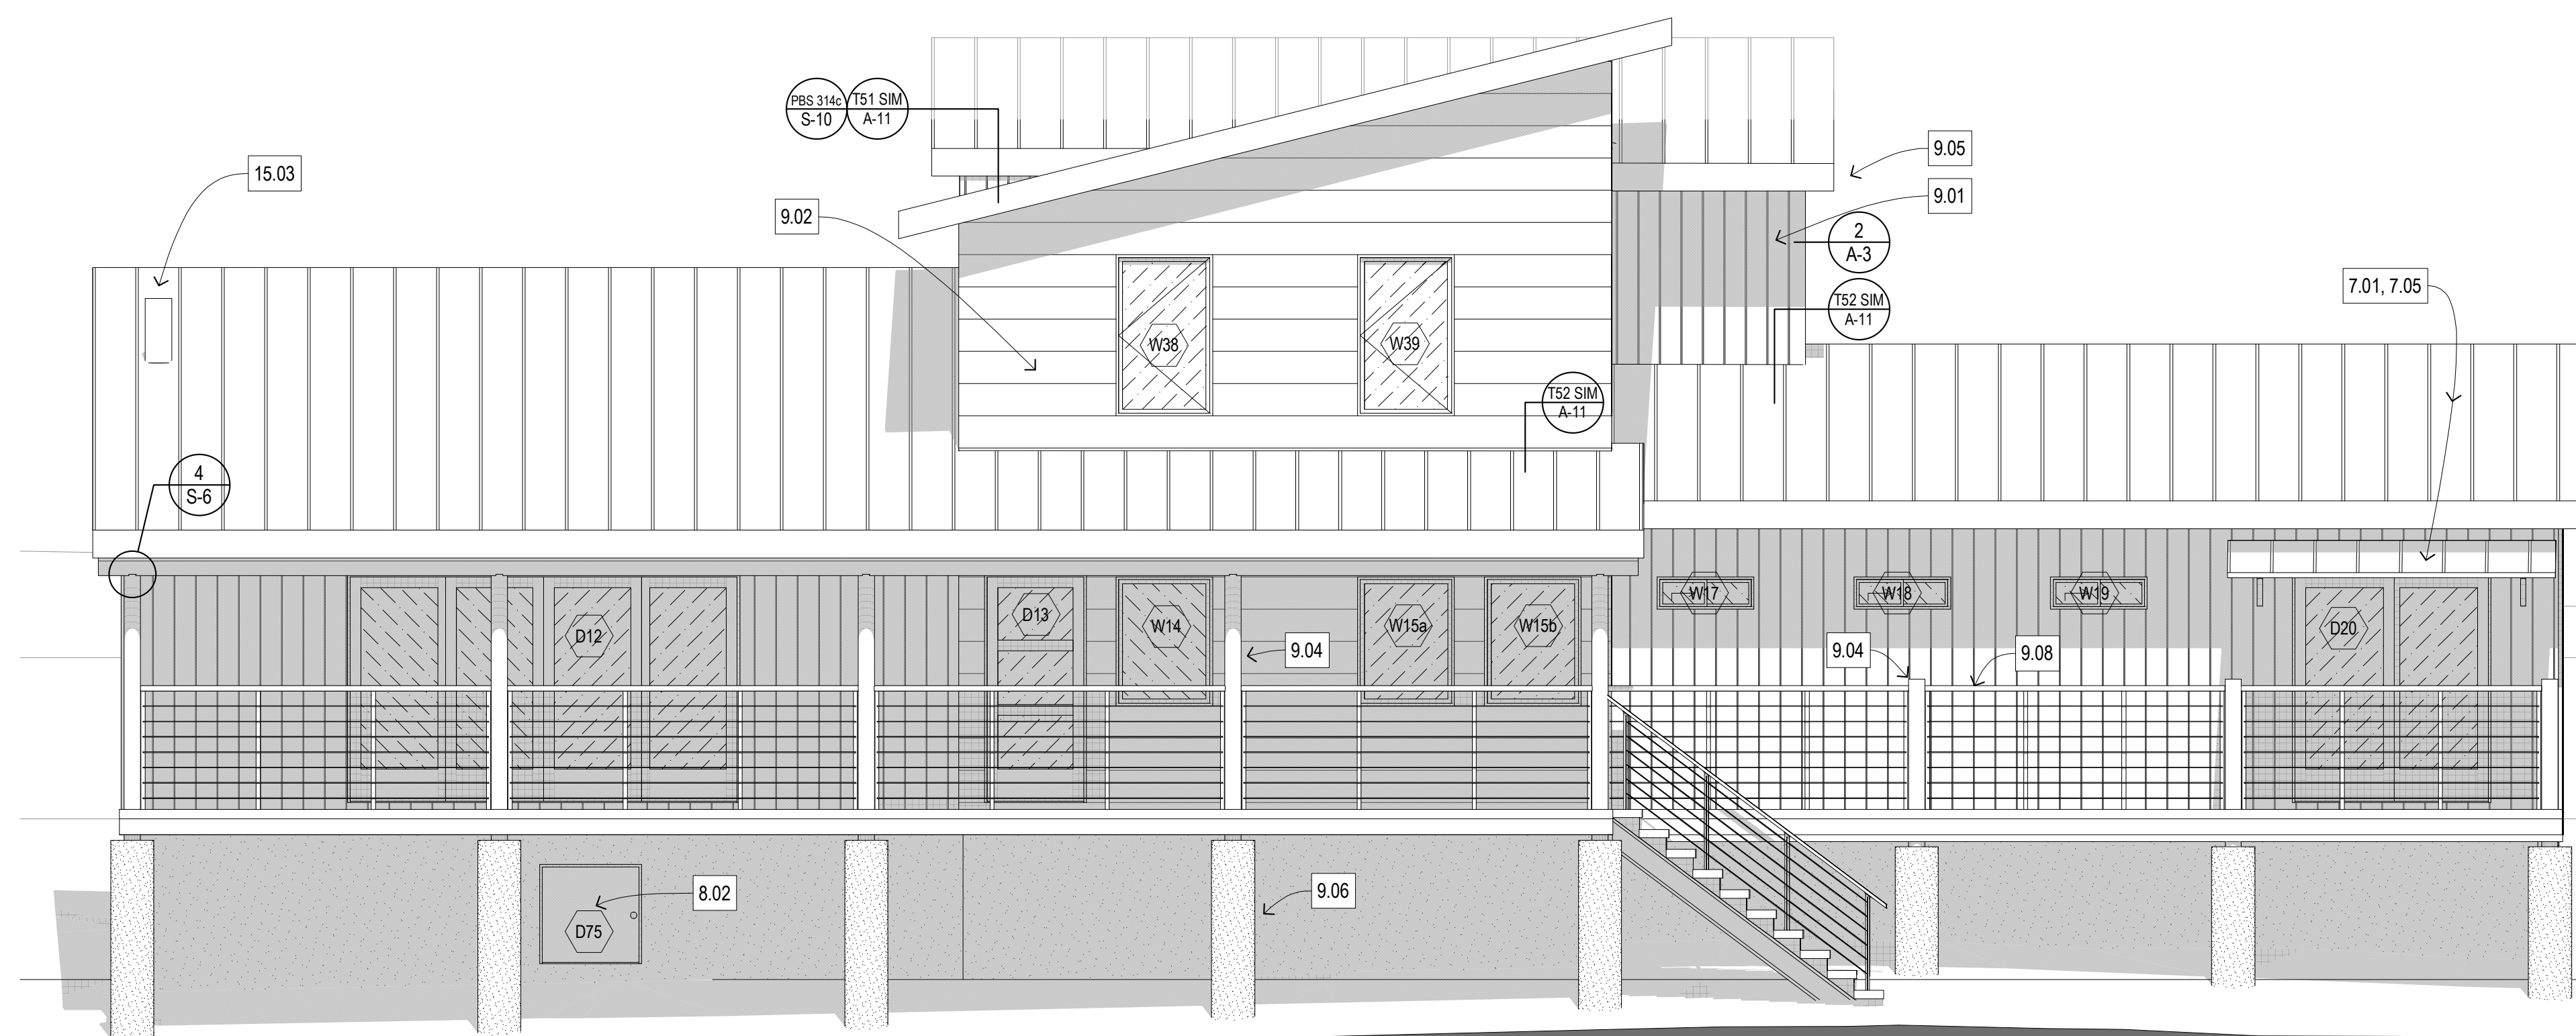 PBS 314c
S-10
T51 SIM
A-11
15.03
9.05
9.01
9.02
2
A-3
7.01, 7.05
T52 SIM
A-11
W38
W39
T52 SIM
A-11
4
S-6
W17
W18
W19
D13
W14
W15a
W15b
D12
D20
9.04
9.04
9.08
8.02
9.06
D75